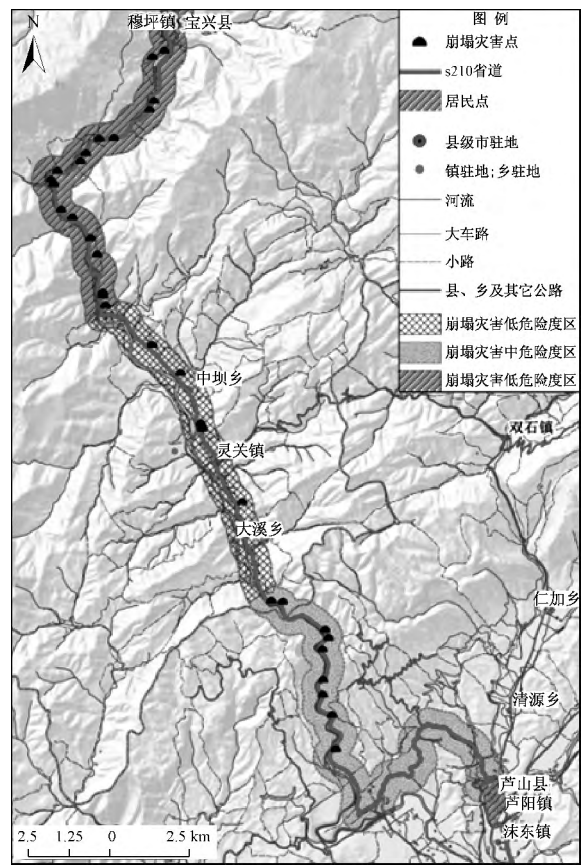 穆坪镇 宝兴县
N
图 例
崩塌灾害点
s210省道
居民点
县级市驻地
镇驻地;乡驻地
河流
大车路
小路
县、乡及其它公路
崩塌灾害低危险度区
崩塌灾害中危险度区
崩塌灾害低危险度区
中坝乡
双石镇
灵关镇
大溪乡
仁加乡
清源乡
芦山县
芦阳镇
沫东镇
2.5 1.25 0 2.5 km